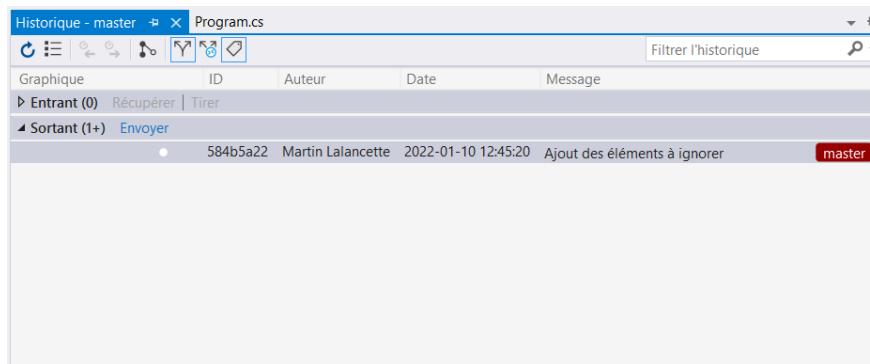 Historique - master Program.cs
Filtrer l'historique
Graphique ID Auteur Date Message
Entrant (0) Récupérer | Tirer
Sortant (1+) Envoyer
584b5a22 Martin Lalancette 2022-01-10 12:45:20 Ajout des éléments à ignorer master